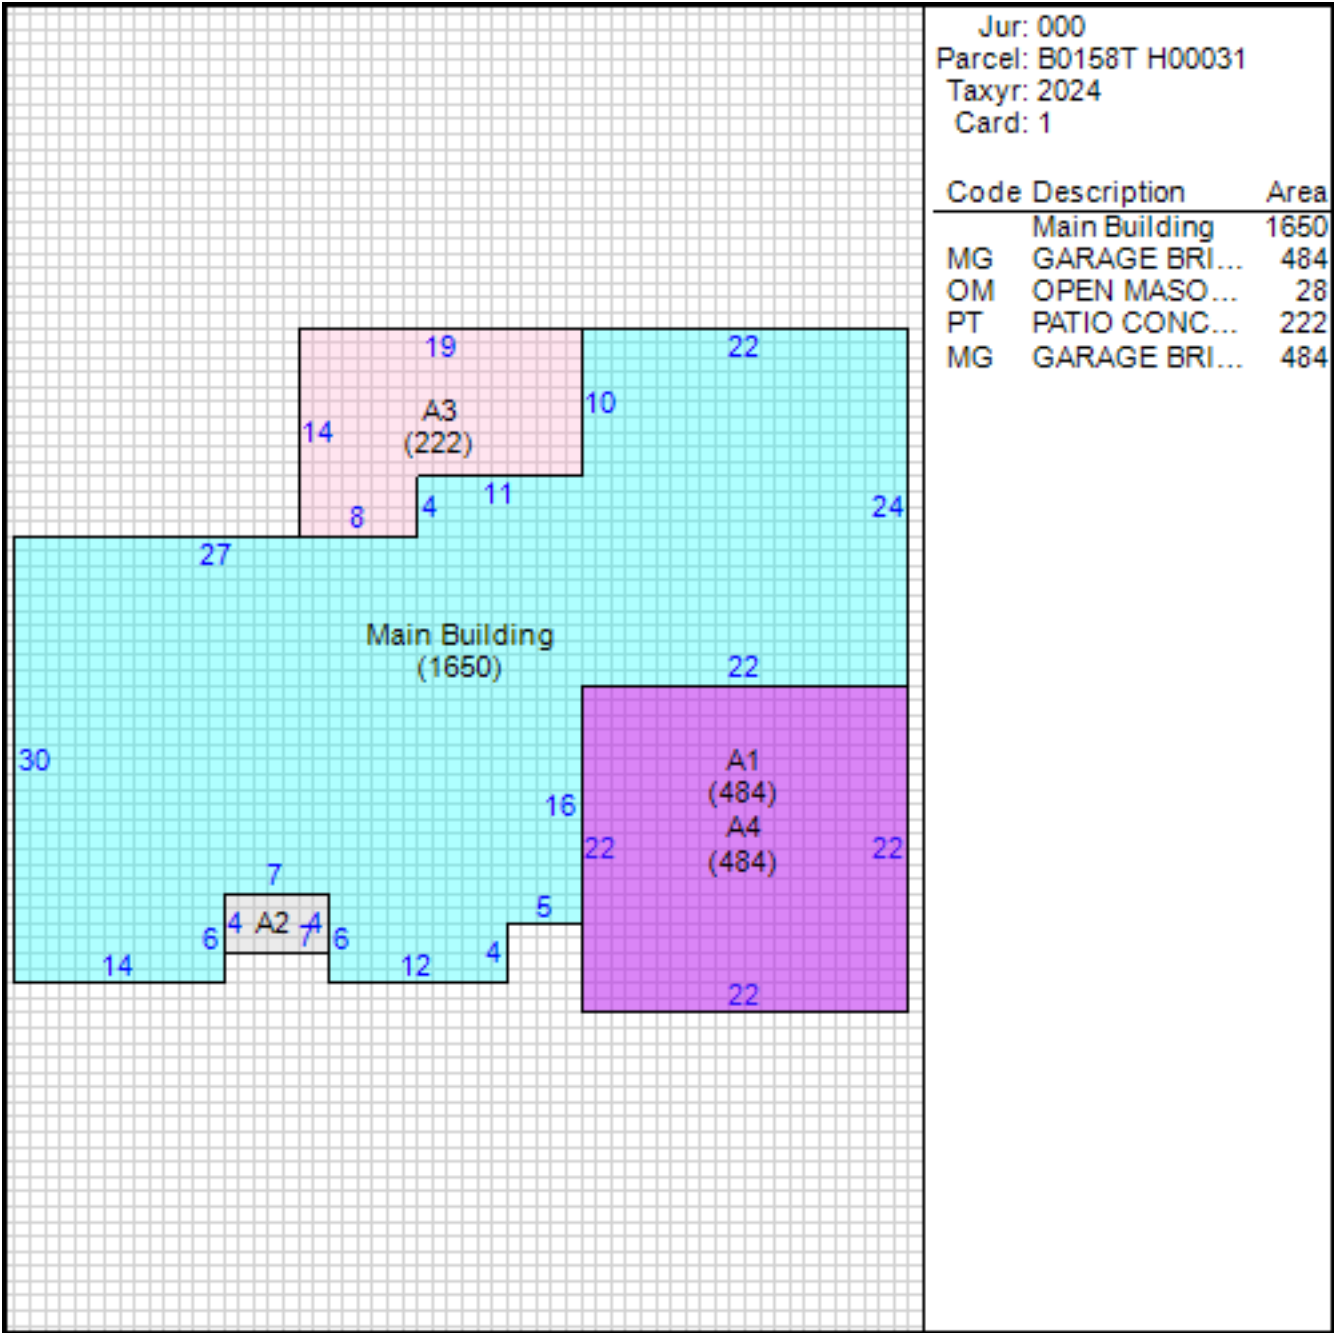 Jur: 000
Parcel: B0158T H00031
Taxyr: 2024
Card: 1
Code Description Area
Main Building 1650
MG GARAGE BRI... 484
OM OPEN MASO... 28
PT PATIO CONC... 222
MG GARAGE BRI... 484
19
22
10
A3
(222)
14
11
4
24
8
27
Main Building
(1650)
22
30
A1
(484)
16
A4
(484)
22
22
7
5
4 A2 4
7
6
6
4
14
12
22